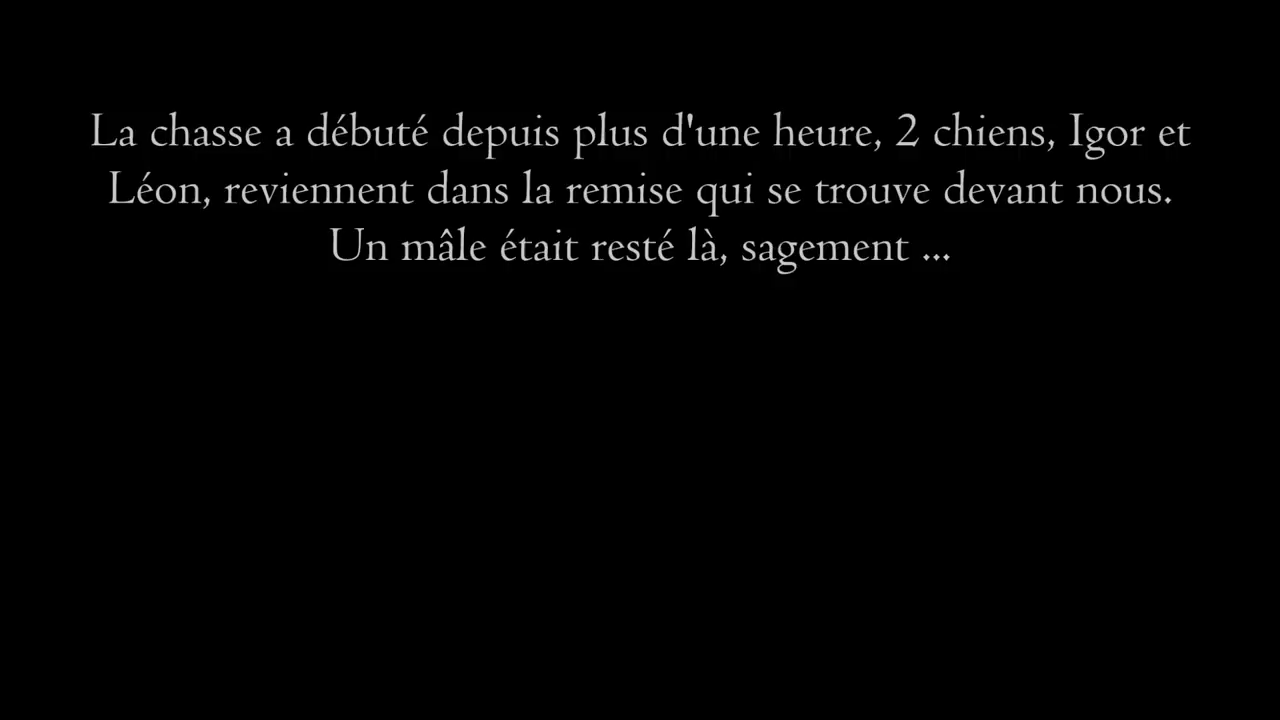 La chasse a débuté depuis plus d'une heure, 2 chiens, Igor et
Léon, reviennent dans la remise qui se trouve devant nous.
Un mâle était resté là, sagement ...